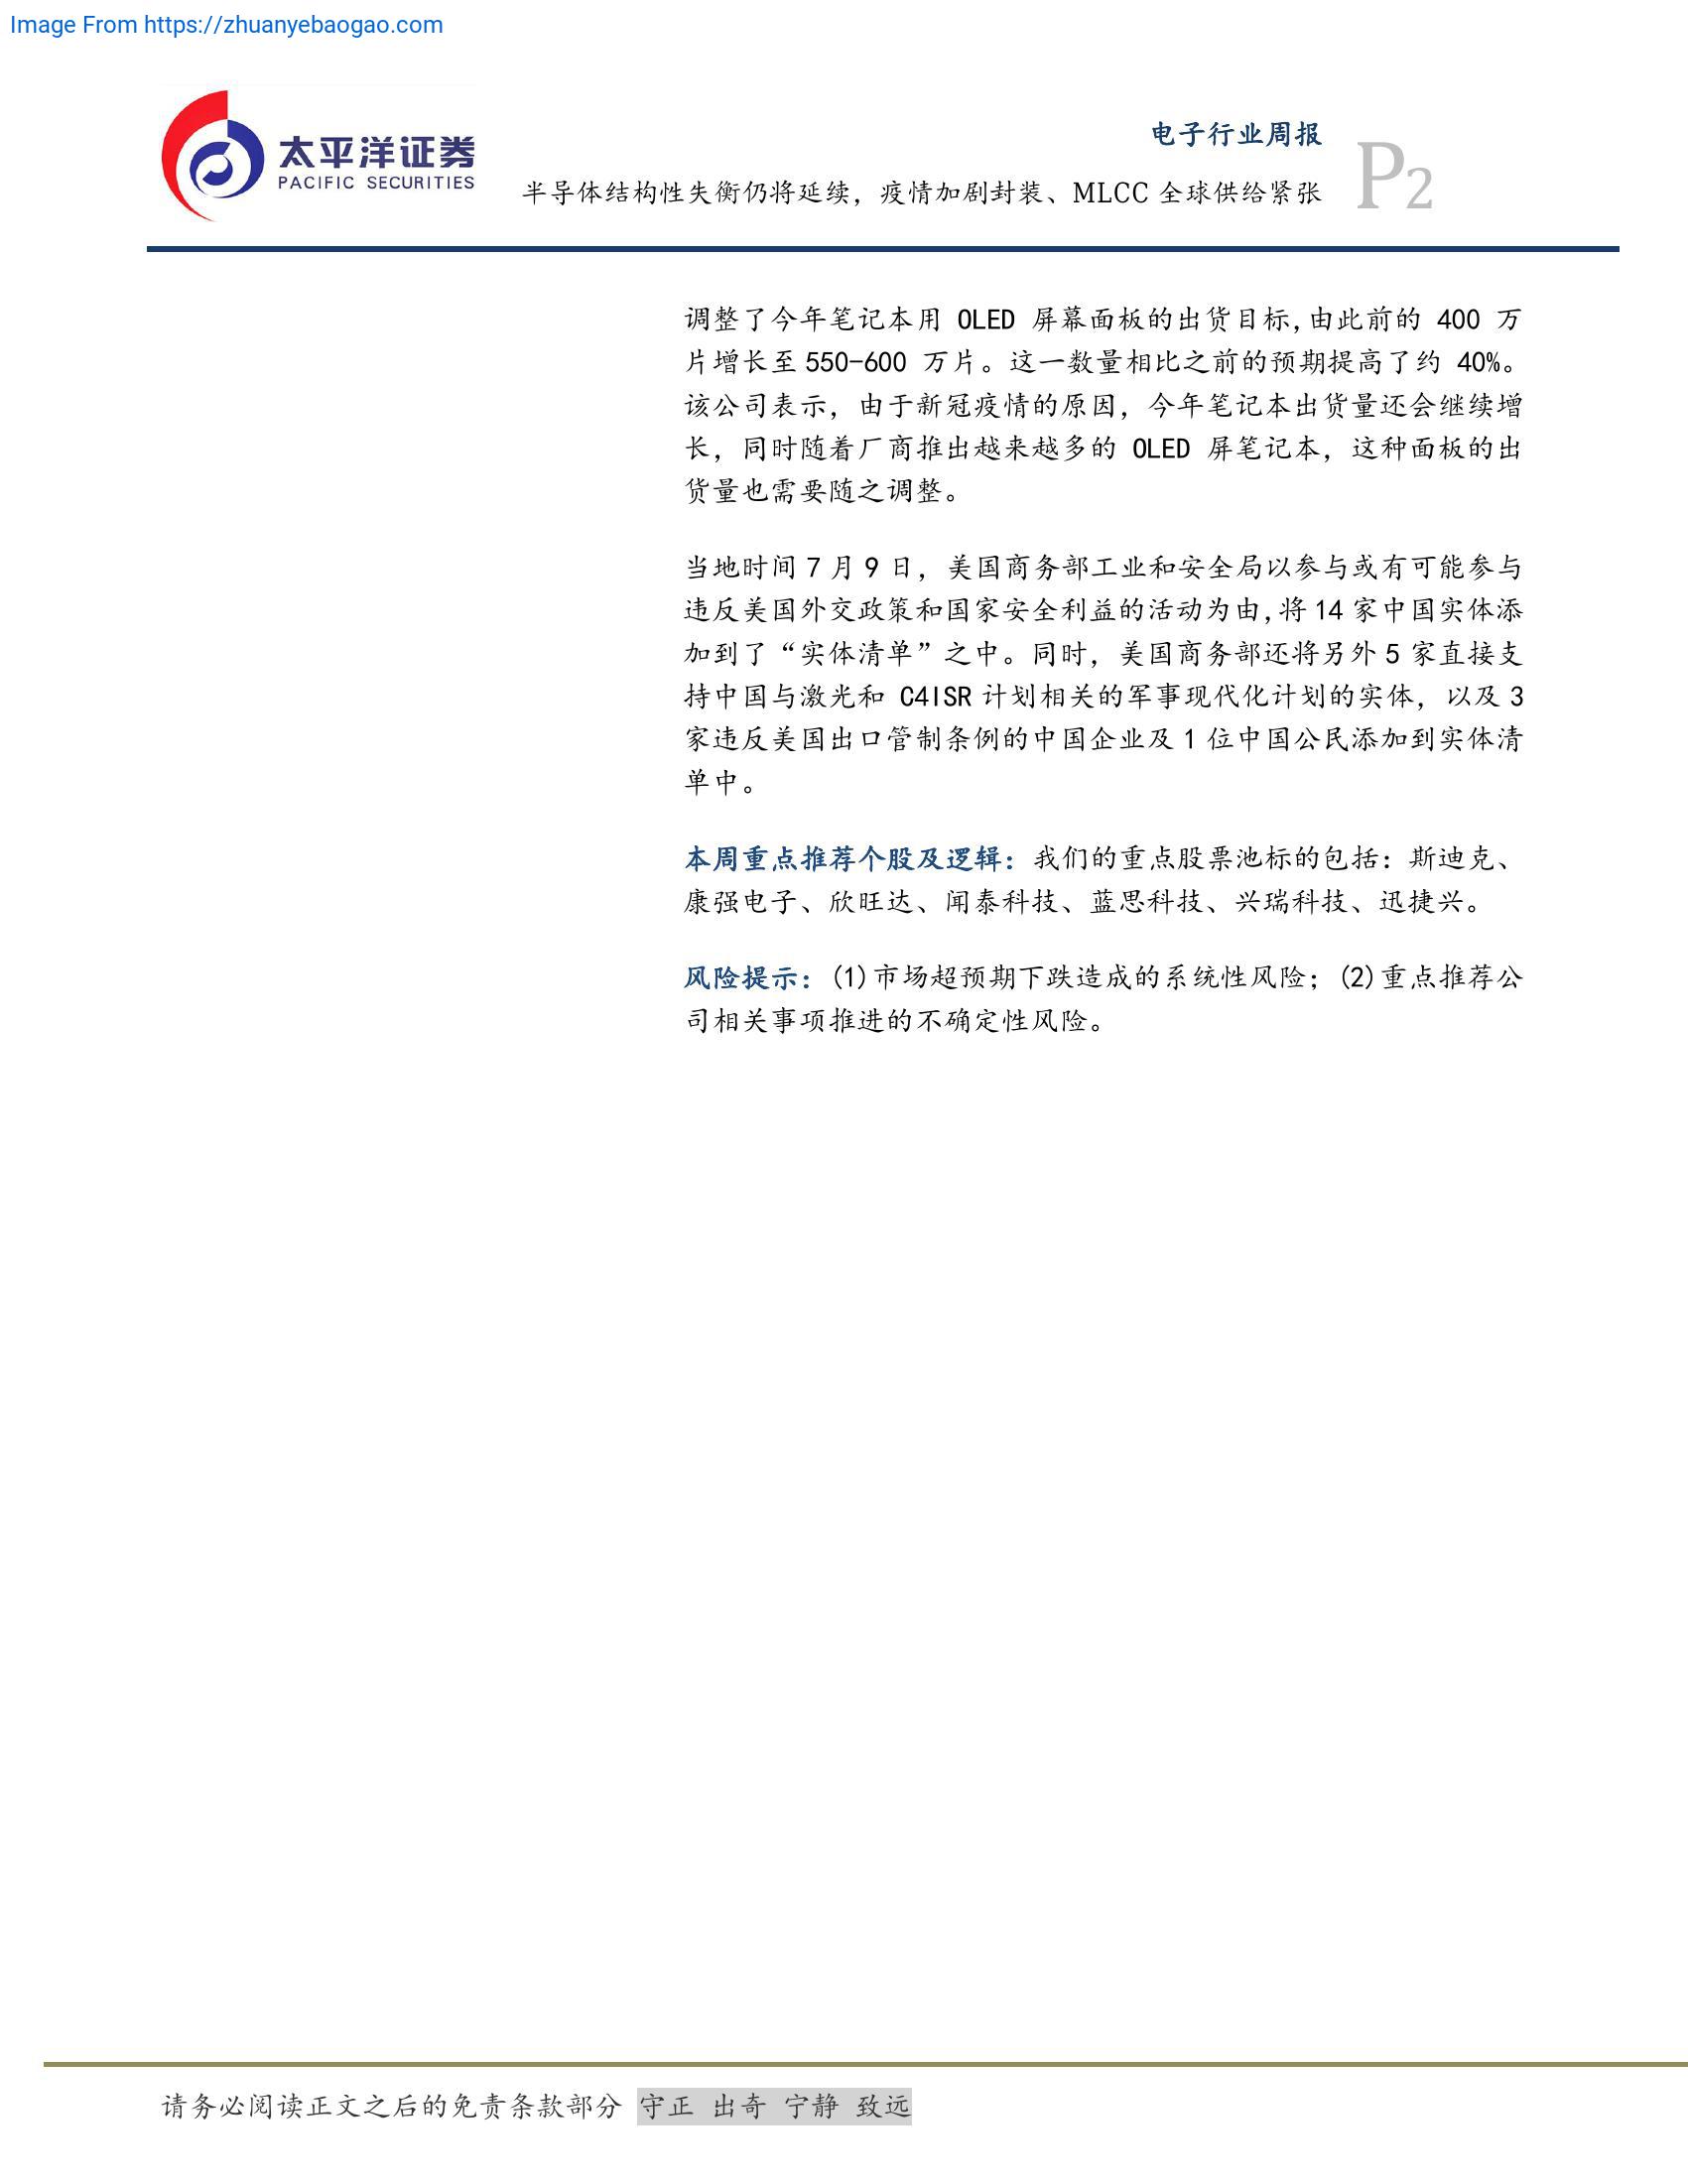 Image From https://zhuanyebaogao.com
太平洋证券
PACIFIC SECURITIES
电子行业周报
半导体结构性失衡仍将延续，疫情加剧封装、MLCC 全球供给紧张
P2
调整了今年笔记本用 OLED 屏幕面板的出货目标,由此前的 400 万
片增长至 550-600 万片。这一数量相比之前的预期提高了约 40%。
该公司表示，由于新冠疫情的原因，今年笔记本出货量还会继续增
长，同时随着厂商推出越来越多的 OLED 屏笔记本，这种面板的出
货量也需要随之调整。
当地时间 7 月 9 日，美国商务部工业和安全局以参与或有可能参与
违反美国外交政策和国家安全利益的活动为由,将 14 家中国实体添
加到了“实体清单”之中。同时，美国商务部还将另外 5 家直接支
持中国与激光和 C4ISR 计划相关的军事现代化计划的实体，以及 3
家违反美国出口管制条例的中国企业及 1 位中国公民添加到实体清
单中。
本周重点推荐个股及逻辑：我们的重点股票池标的包括：斯迪克、
康强电子、欣旺达、闻泰科技、蓝思科技、兴瑞科技、迅捷兴。
风险提示：(1)市场超预期下跌造成的系统性风险；(2)重点推荐公
司相关事项推进的不确定性风险。
请务必阅读正文之后的免责条款部分 守正 出奇 宁静 致远